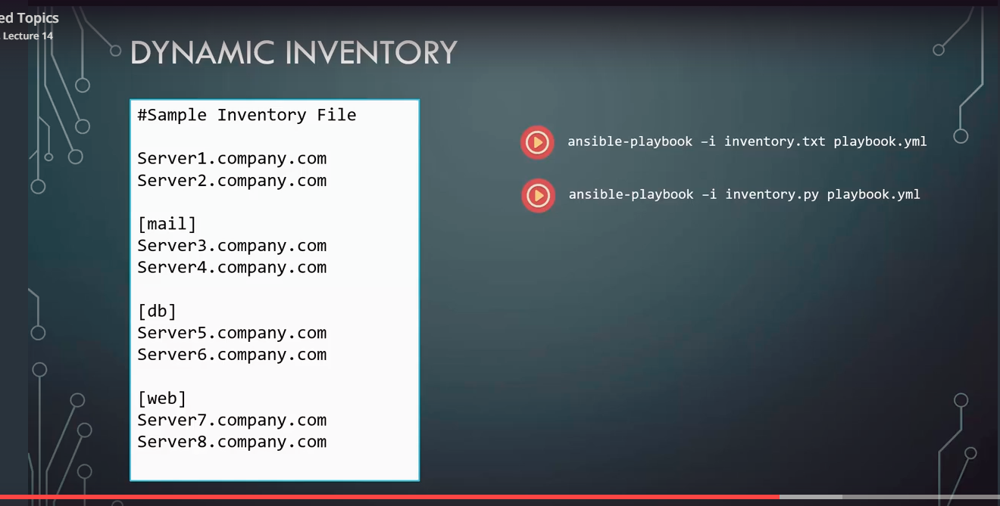 ed Topics
Lecture 14
DYNAMIC INVENTORY
#Sample Inventory File
Server1.company.com
Server2.company.com
[mail]
Server3.company.com
Server4.company.com
[db]
Server5.company.com
Server6.company.com
[web]
Server7.company.com
Server8.company.com
ansible-playbook –i inventory.txt playbook.yml
ansible-playbook –i inventory.py playbook.yml